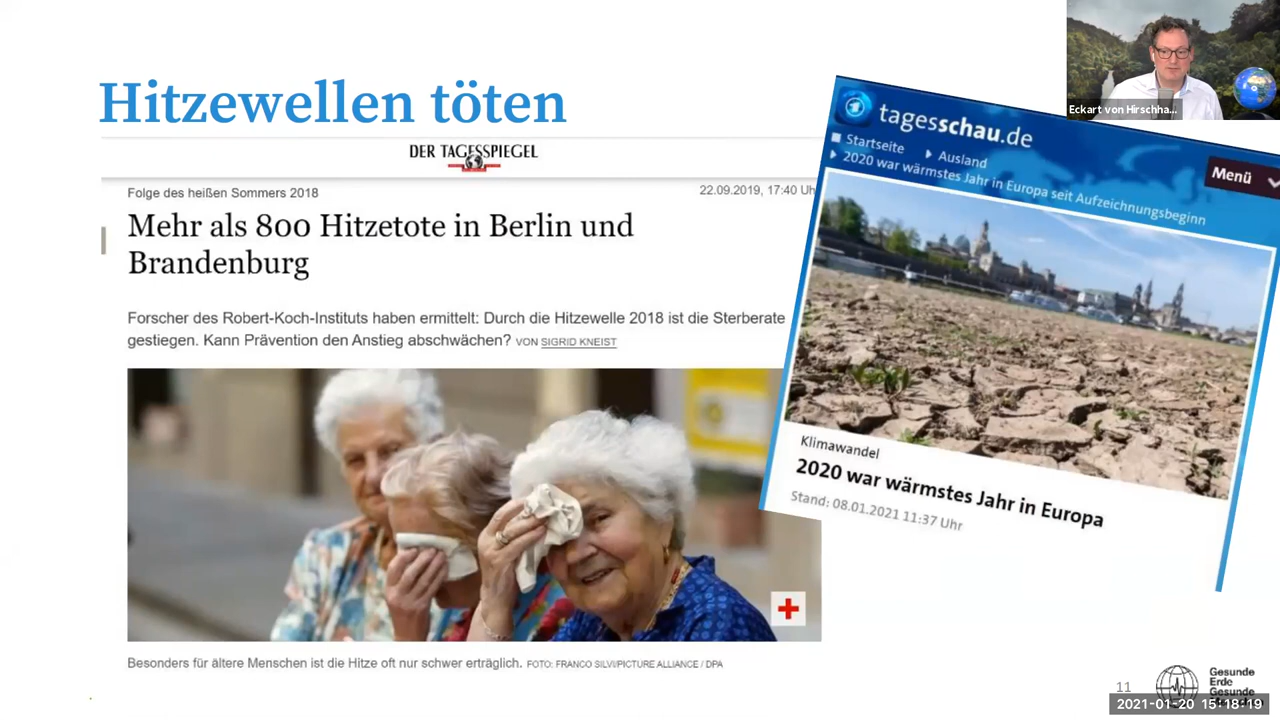 Hitzewellen töten
DER TAGESSPIEGEL
Folge des heißen Sommers 2018
22.09.2019, 17:40 Uh
Mehr als 800 Hitzetote in Berlin und
Brandenburg
Forscher des Robert-Koch-Instituts haben ermittelt: Durch die Hitzewelle 2018 ist die Sterberate
gestiegen. Kann Prävention den Anstieg abschwächen? VON SIGRID KNEIST
Besonders für ältere Menschen ist die Hitze oft nur schwer erträglich. FOTO: FRANCO SILVI/PICTURE ALLIANCE / DPA
Eckart von Hirschha...
tagesschau.de
Startseite
Ausland
Menü
2020 war wärmstes Jahr in Europa seit Aufzeichnungsbeginn
Klimawandel
2020 war wärmstes Jahr in Europa
Stand: 08.01.2021 11:37 Uhr
11
Gesunde
Erde
Gesunde
2021-01-20 15:18:19